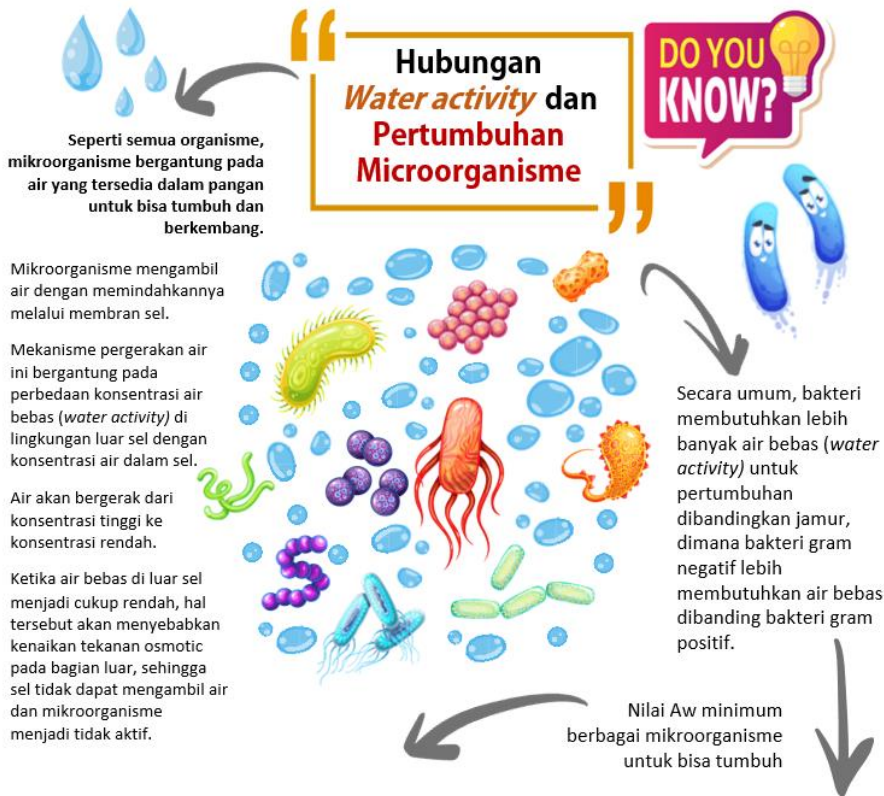 Hubungan
Water activity dan
Pertumbuhan
Microorganisme
DO YOU
KNOW?
Seperti semua organisme,
mikroorganisme bergantung pada
air yang tersedia dalam pangan
untuk bisa tumbuh dan
berkembang.
Mikroorganisme mengambil
air dengan memindahkannya
melalui membran sel.
Mekanisme pergerakan air
ini bergantung pada
perbedaan konsentrasi air
bebas (water activity) di
lingkungan luar sel dengan
konsentrasi air dalam sel.
Air akan bergerak dari
konsentrasi tinggi ke
konsentrasi rendah.
Ketika air bebas di luar sel
menjadi cukup rendah, hal
tersebut akan menyebabkan
kenaikan tekanan osmotic
pada bagian luar, sehingga
sel tidak dapat mengambil air
dan mikroorganisme
menjadi tidak aktif.
Secara umum, bakteri
membutuhkan lebih
banyak air bebas (water
activity) untuk
pertumbuhan
dibandingkan jamur,
dimana bakteri gram
negatif lebih
membutuhkan air bebas
dibanding bakteri gram
positif.
Nilai Aw minimum
berbagai mikroorganisme
untuk bisa tumbuh